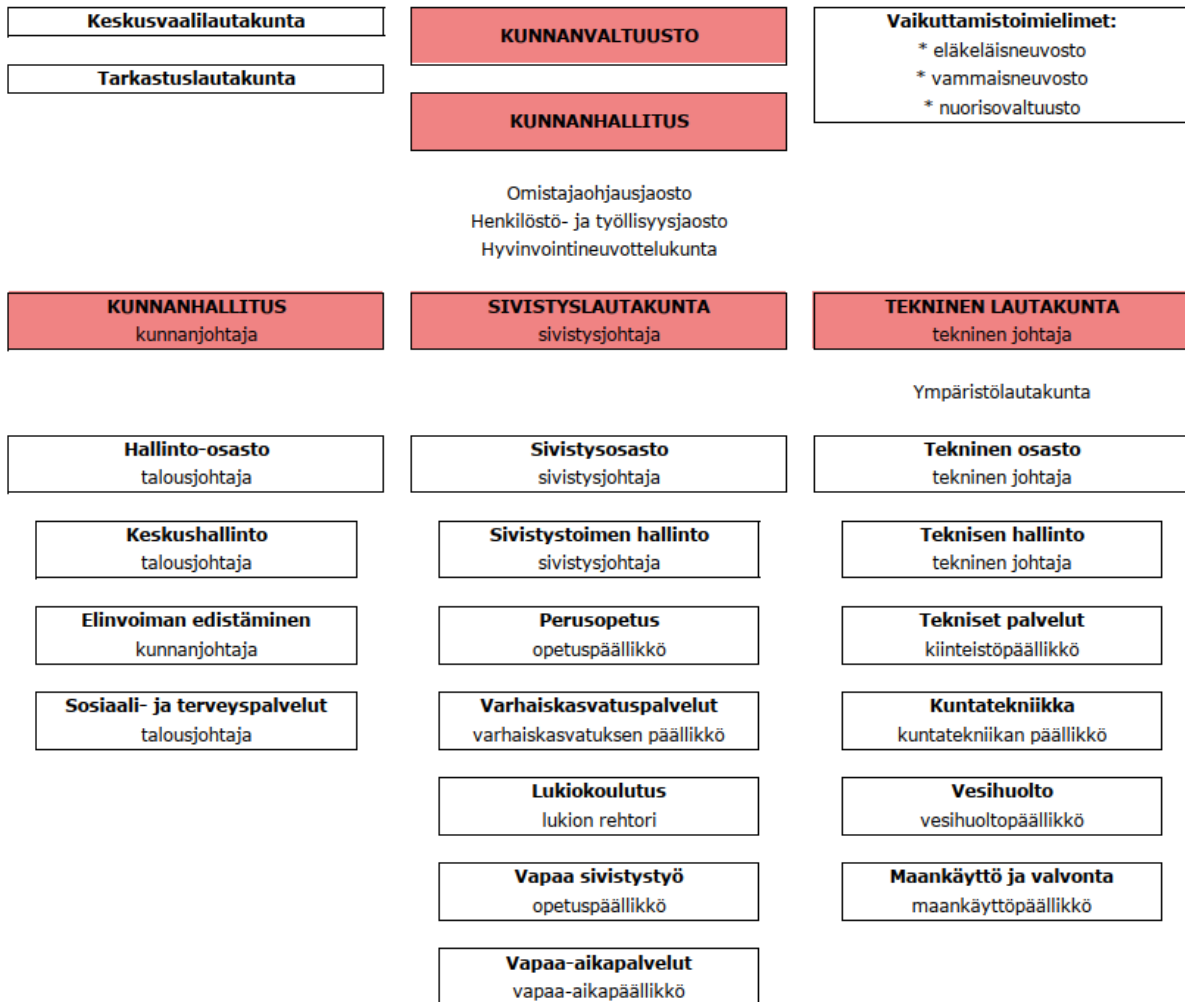 Keskusvaalilautakunta
Tarkastuslautakunta
KUNNANVALTUUSTO
KUNNANHALLITUS
Vaikuttamistoimielimet:
* eläkeläisneuvosto
* vammaisneuvosto
* nuorisovaltuusto
Omistajaohjausjaosto
Henkilöstö- ja työllisyysjaosto
Hyvinvointineuvottelukunta
KUNNANHALLITUS
kunnanjohtaja
SIVISTYSLAUTAKUNTA
sivistysjohtaja
TEKNINEN LAUTAKUNTA
tekninen johtaja
Ympäristölautakunta
Hallinto-osasto
talousjohtaja
Keskushallinto
talousjohtaja
Elinvoiman edistäminen
kunnanjohtaja
Sosiaali- ja terveyspalvelut
talousjohtaja
Sivistysosasto
sivistysjohtaja
Sivistystoimen hallinto
sivistysjohtaja
Perusopetus
opetuspäällikkö
Varhaiskasvatuspalvelut
varhaiskasvatuksen päällikkö
Lukiokoulutus
lukion rehtori
Vapaa sivistystyö
opetuspäällikkö
Vapaa-aikapalvelut
vapaa-aikapäällikkö
Tekninen osasto
tekninen johtaja
Teknisen hallinto
tekninen johtaja
Tekniset palvelut
kiinteistöpäällikkö
Kuntatekniikka
kuntatekniikan päällikkö
Vesihuolto
vesihuoltopäällikkö
Maankäyttö ja valvonta
maankäyttöpäällikkö